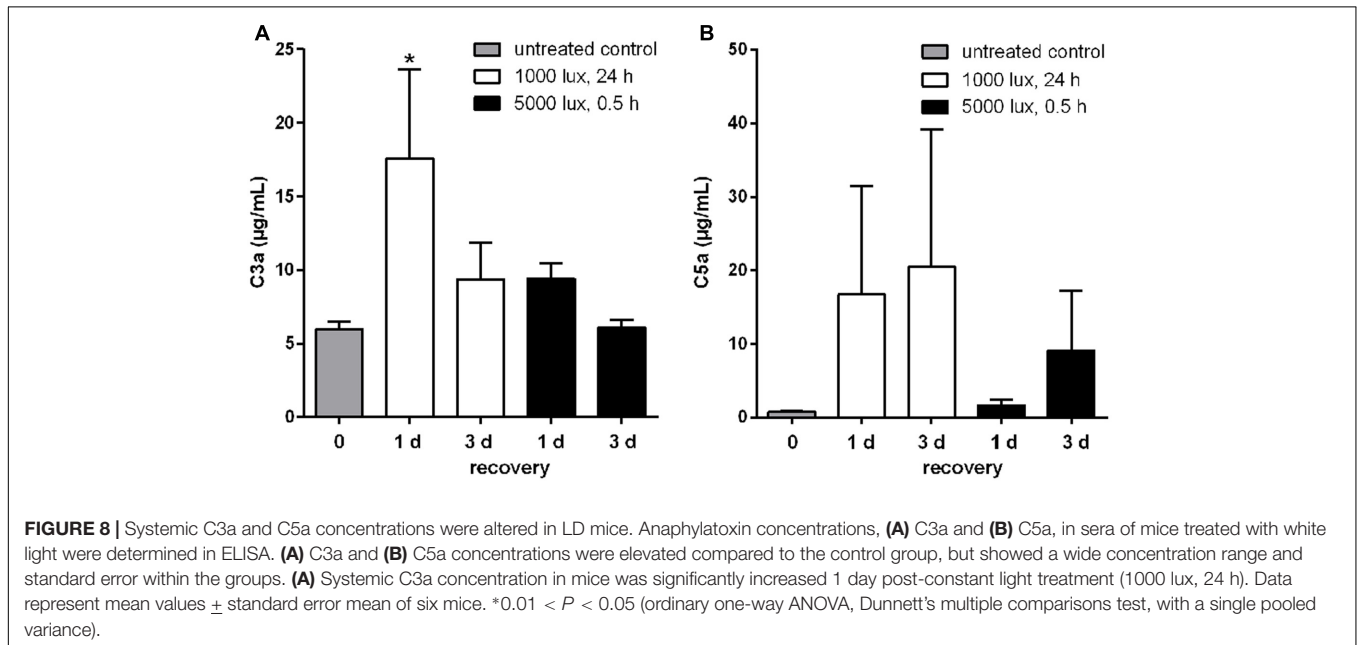 A
25
20
15
10
5
0
C3a (µg/mL)
*
untreated control
1000 lux, 24 h
5000 lux, 0.5 h
0 1 d 3 d 1 d 3 d
recovery
B
50
40
30
20
10
0
C5a (µg/mL)
untreated control
1000 lux, 24 h
5000 lux, 0.5 h
0 1 d 3 d 1 d 3 d
recovery
FIGURE 8 | Systemic C3a and C5a concentrations were altered in LD mice. Anaphylatoxin concentrations, (A) C3a and (B) C5a, in sera of mice treated with white
light were determined in ELISA. (A) C3a and (B) C5a concentrations were elevated compared to the control group, but showed a wide concentration range and
standard error within the groups. (A) Systemic C3a concentration in mice was significantly increased 1 day post-constant light treatment (1000 lux, 24 h). Data
represent mean values ± standard error mean of six mice. *0.01 < P < 0.05 (ordinary one-way ANOVA, Dunnett's multiple comparisons test, with a single pooled
variance).